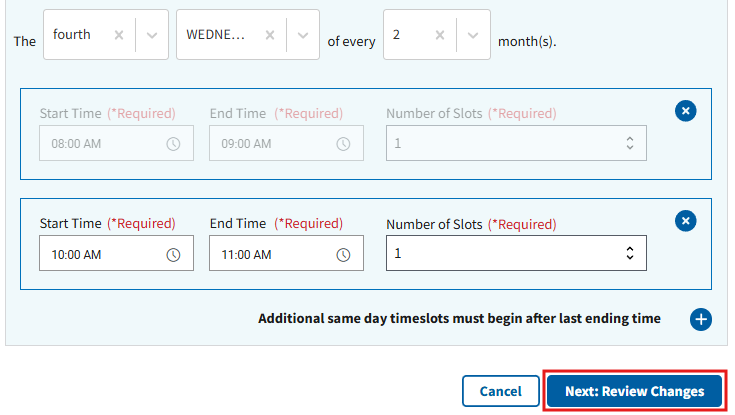 The fourth WEDNE... of every 2 month(s).
Start Time (*Required) End Time (*Required) Number of Slots (*Required)
08:00 AM 09:00 AM 1
Start Time (*Required) End Time (*Required) Number of Slots (*Required)
10:00 AM 11:00 AM 1
Additional same day timeslots must begin after last ending time
Cancel Next: Review Changes